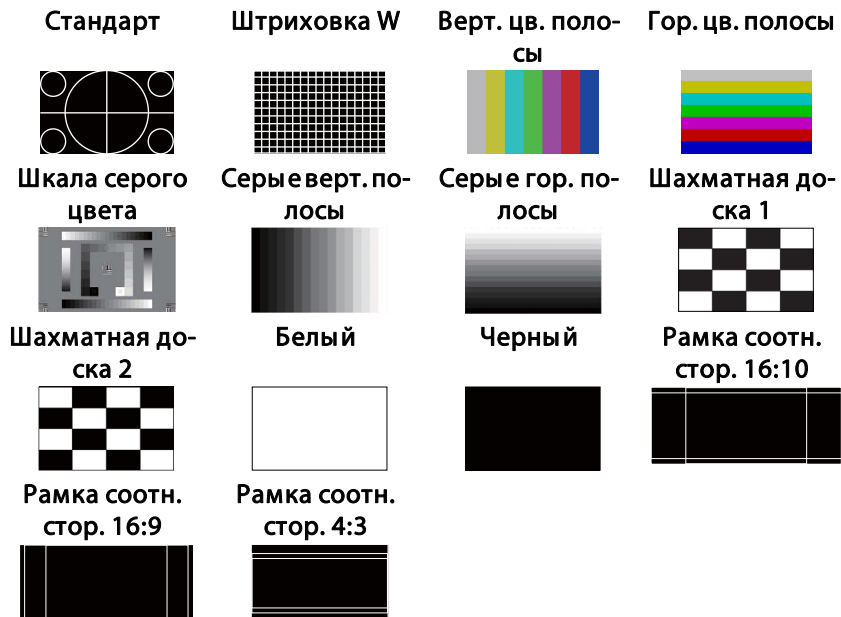 Стандарт
Штриховка W
Верт. цв. поло-
сы
Гор. цв. полосы
Шкала серого
цвета
Серые верт. по-
лосы
Серые гор. по-
лосы
Шахматная до-
ска 1
Шахматная до-
ска 2
Белый
Черный
Рамка соотн.
стор. 16:10
Рамка соотн.
стор. 16:9
Рамка соотн.
стор. 4:3